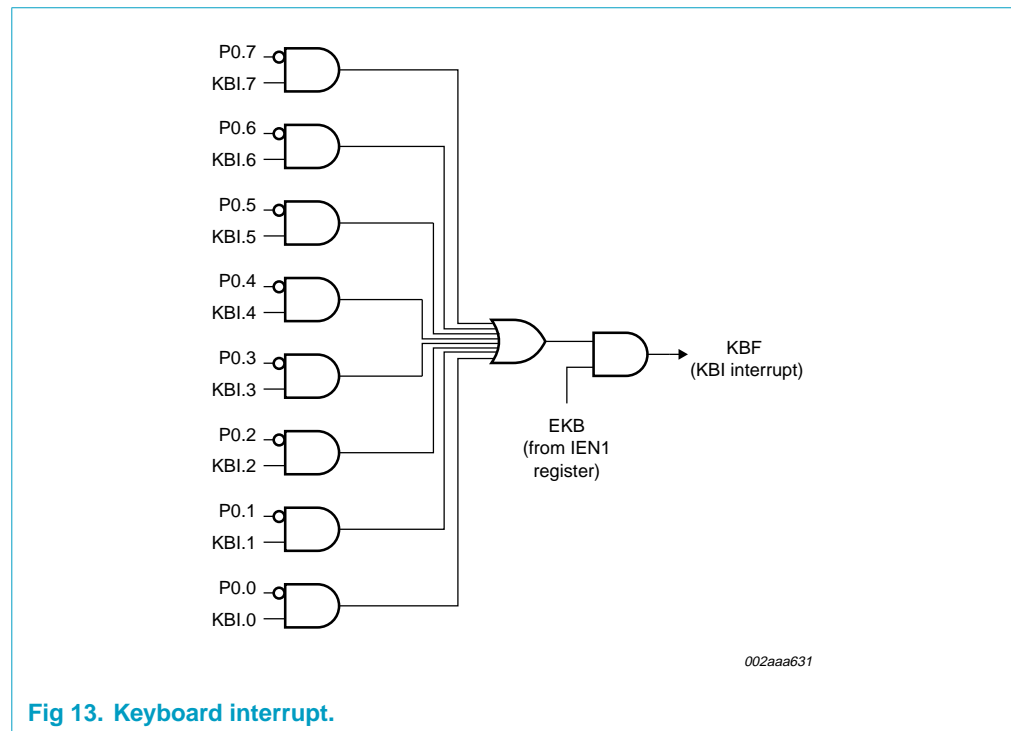 P0.7
KBI.7
P0.6
KBI.6
P0.5
KBI.5
P0.4
KBI.4
P0.3
KBI.3
P0.2
KBI.2
P0.1
KBI.1
P0.0
KBI.0
EKB
(from IEN1
register)
KBF
(KBI interrupt)
002aaa631
Fig 13. Keyboard interrupt.